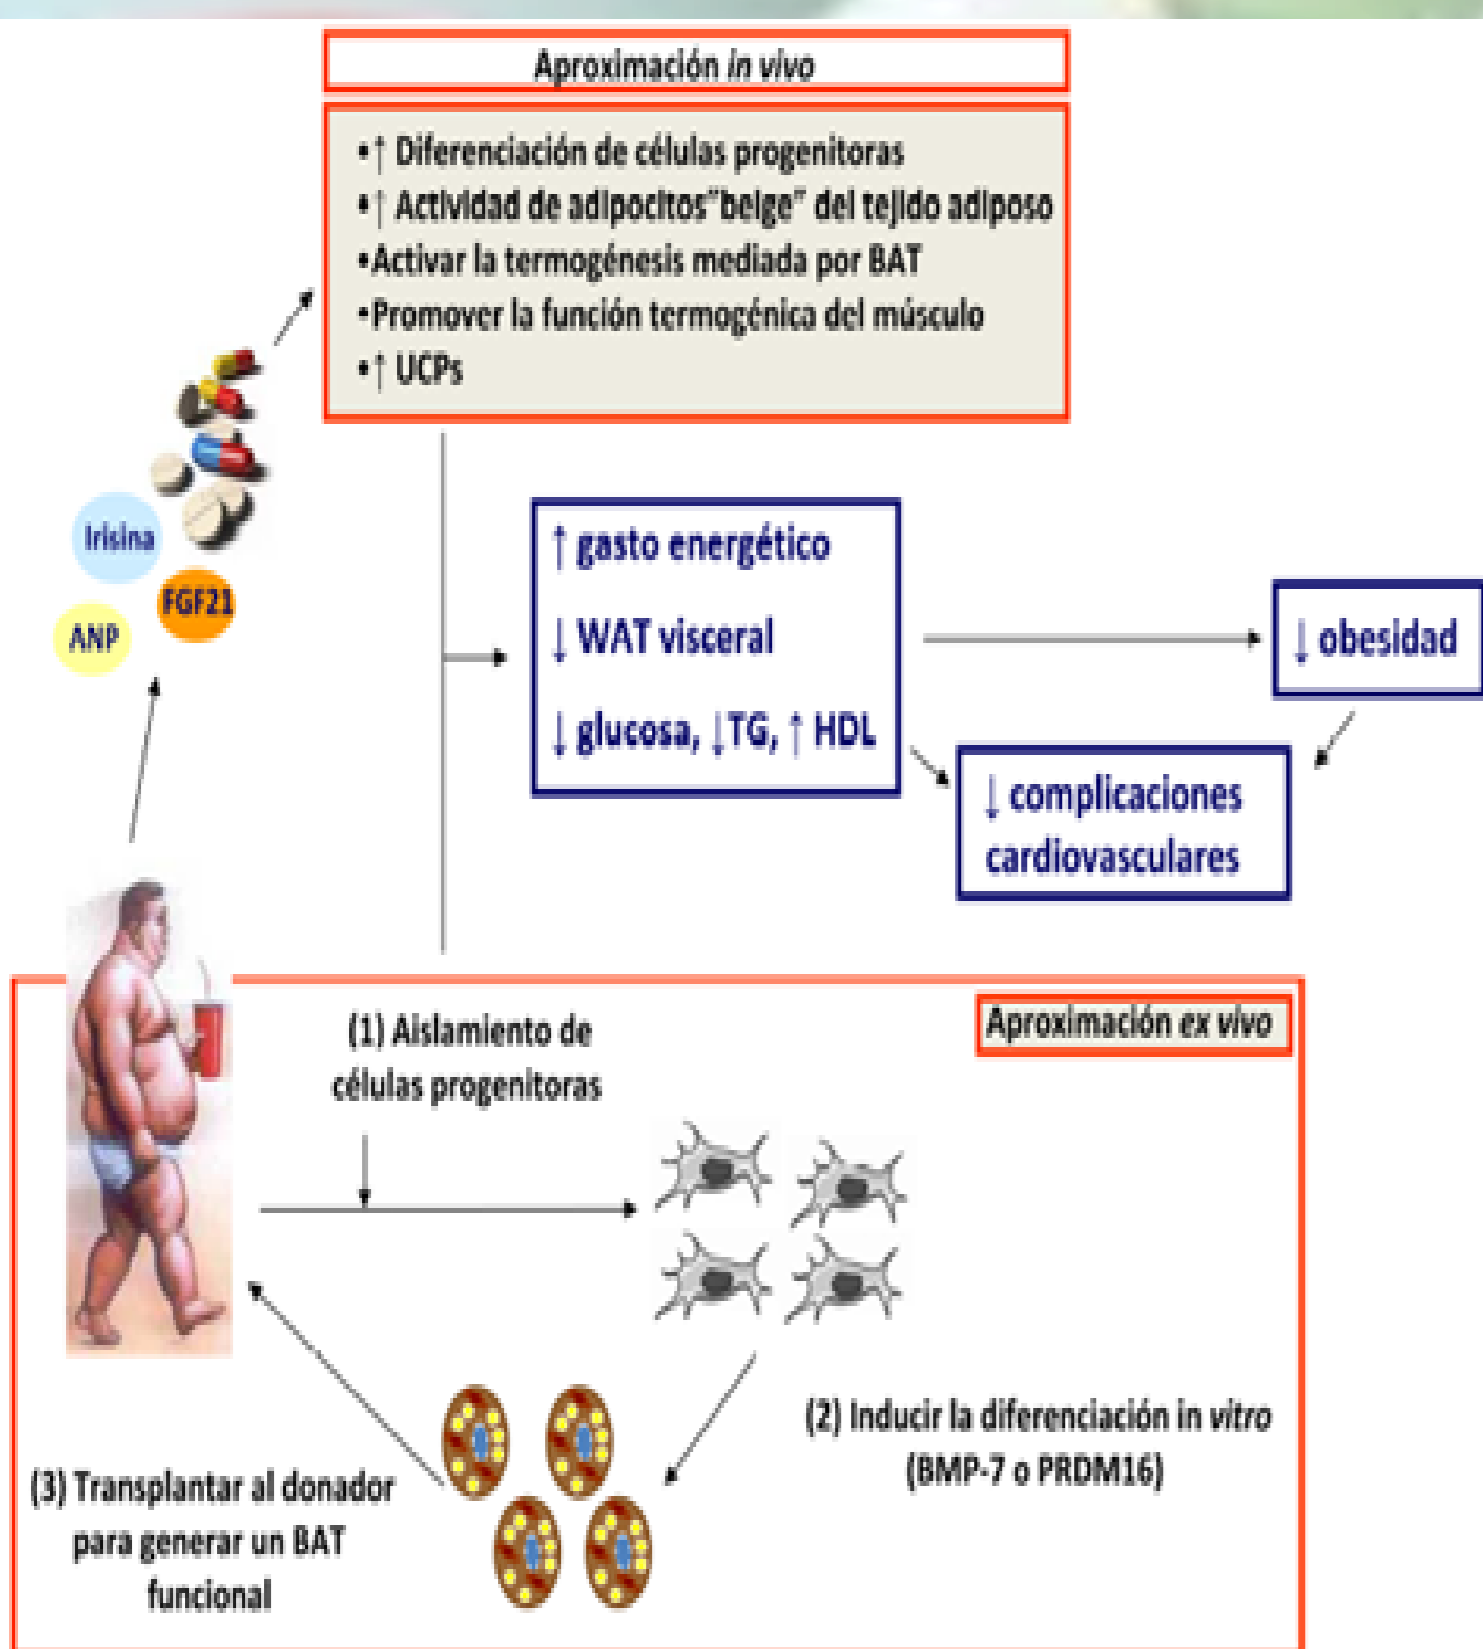 Aproximación in vivo
•↑ Diferenciación de células progenitoras
•↑ Actividad de adipocitos"beige" del tejido adiposo
•Activar la termogénesis mediada por BAT
•Promover la función termogénica del músculo
•↑ UCPs
Irisina
FGF21
ANP
↑ gasto energético
↓ WAT visceral
↓ glucosa, ↓TG, ↑ HDL
↓ obesidad
↓ complicaciones
cardiovasculares
Aproximación ex vivo
(1) Aislamiento de
células progenitoras
(2) Inducir la diferenciación in vitro
(BMP-7 o PRDM16)
(3) Transplantar al donador
para generar un BAT
funcional